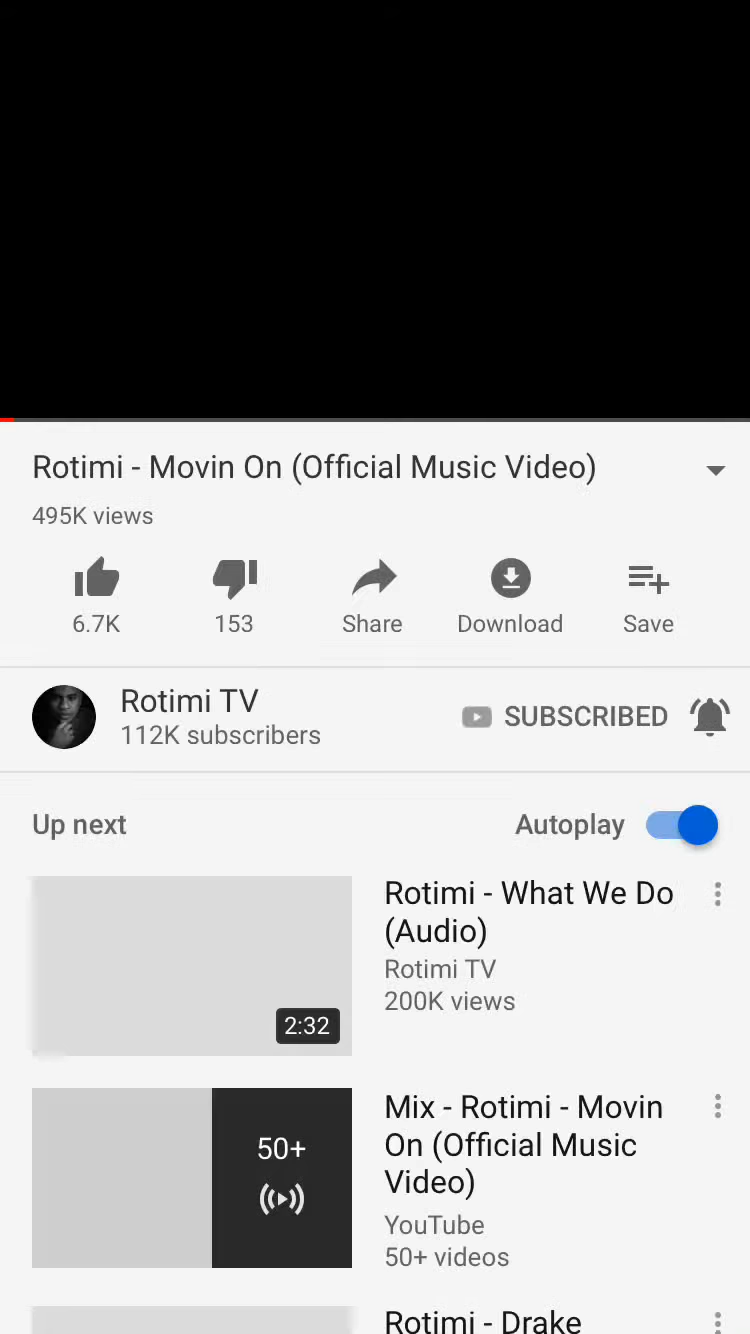 Rotimi - Movin On (Official Music Video)
495K views
6.7K
153
Share
Download
Save
Rotimi TV
112K subscribers
SUBSCRIBED
Up next
Autoplay
Rotimi - What We Do
(Audio)
Rotimi TV
200K views
2:32
Mix - Rotimi - Movin
On (Official Music
Video)
YouTube
50+ videos
50+
Rotimi - Drake